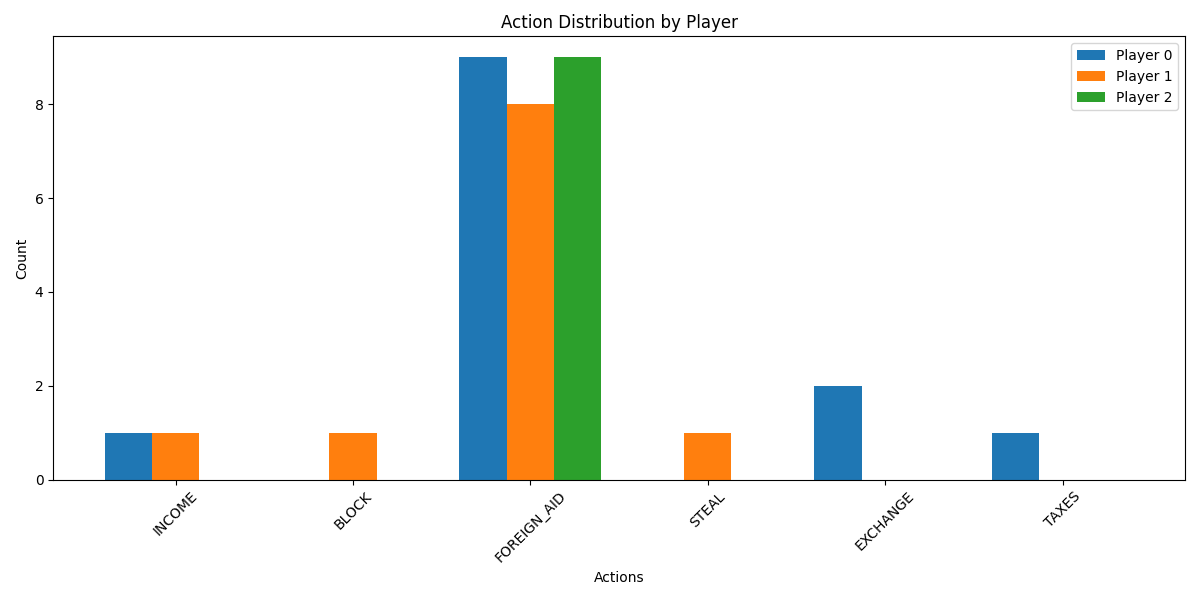 Action Distribution by Player
Player 0
Player 1
Player 2
Count
8
6
4
2
0
INCOME
BLOCK
FOREIGN_AID
STEAL
EXCHANGE
TAXES
Actions